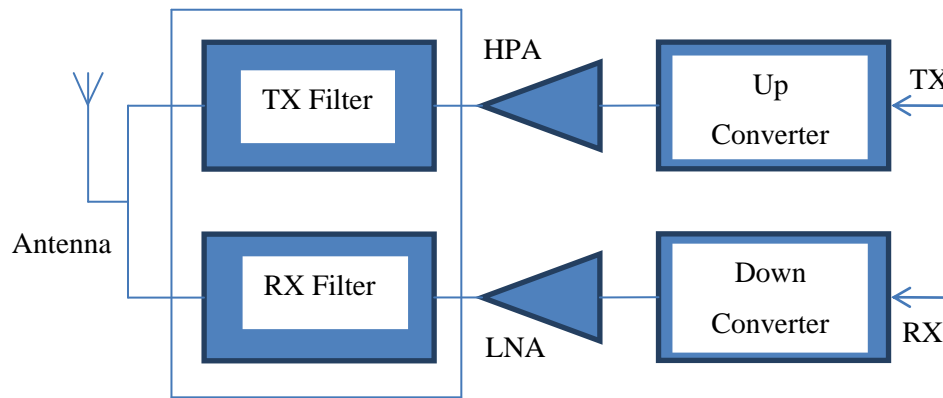 HPA
TX Filter
Up
Converter
TX
Antenna
RX Filter
LNA
Down
Converter
RX